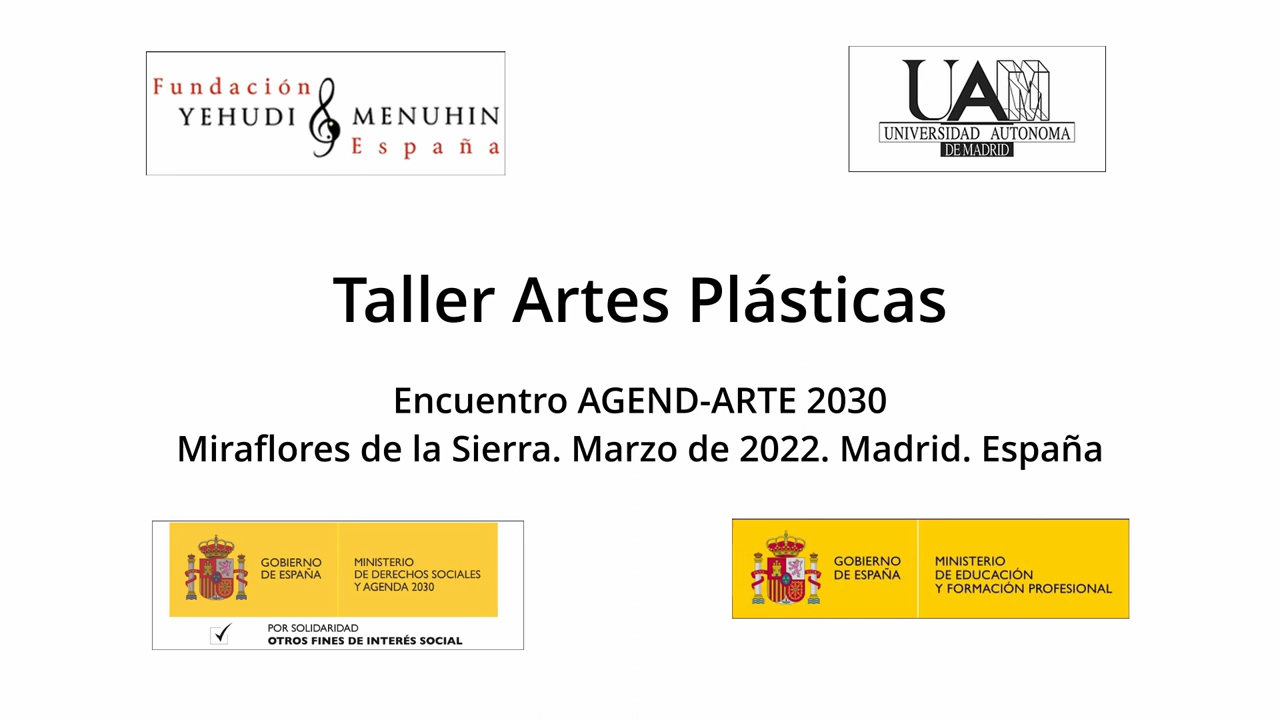 Fundación
YEHUDI MENUHIN
España
UAM
UNIVERSIDAD AUTONOMA
DE MADRID
Taller Artes Plásticas
Encuentro AGEND-ARTE 2030
Miraflores de la Sierra. Marzo de 2022. Madrid. España
GOBIERNO
DE ESPAÑA
MINISTERIO
DE DERECHOS SOCIALES
Y AGENDA 2030
POR SOLIDARIDAD
OTROS FINES DE INTERÉS SOCIAL
GOBIERNO
DE ESPAÑA
MINISTERIO
DE EDUCACIÓN
Y FORMACIÓN PROFESIONAL